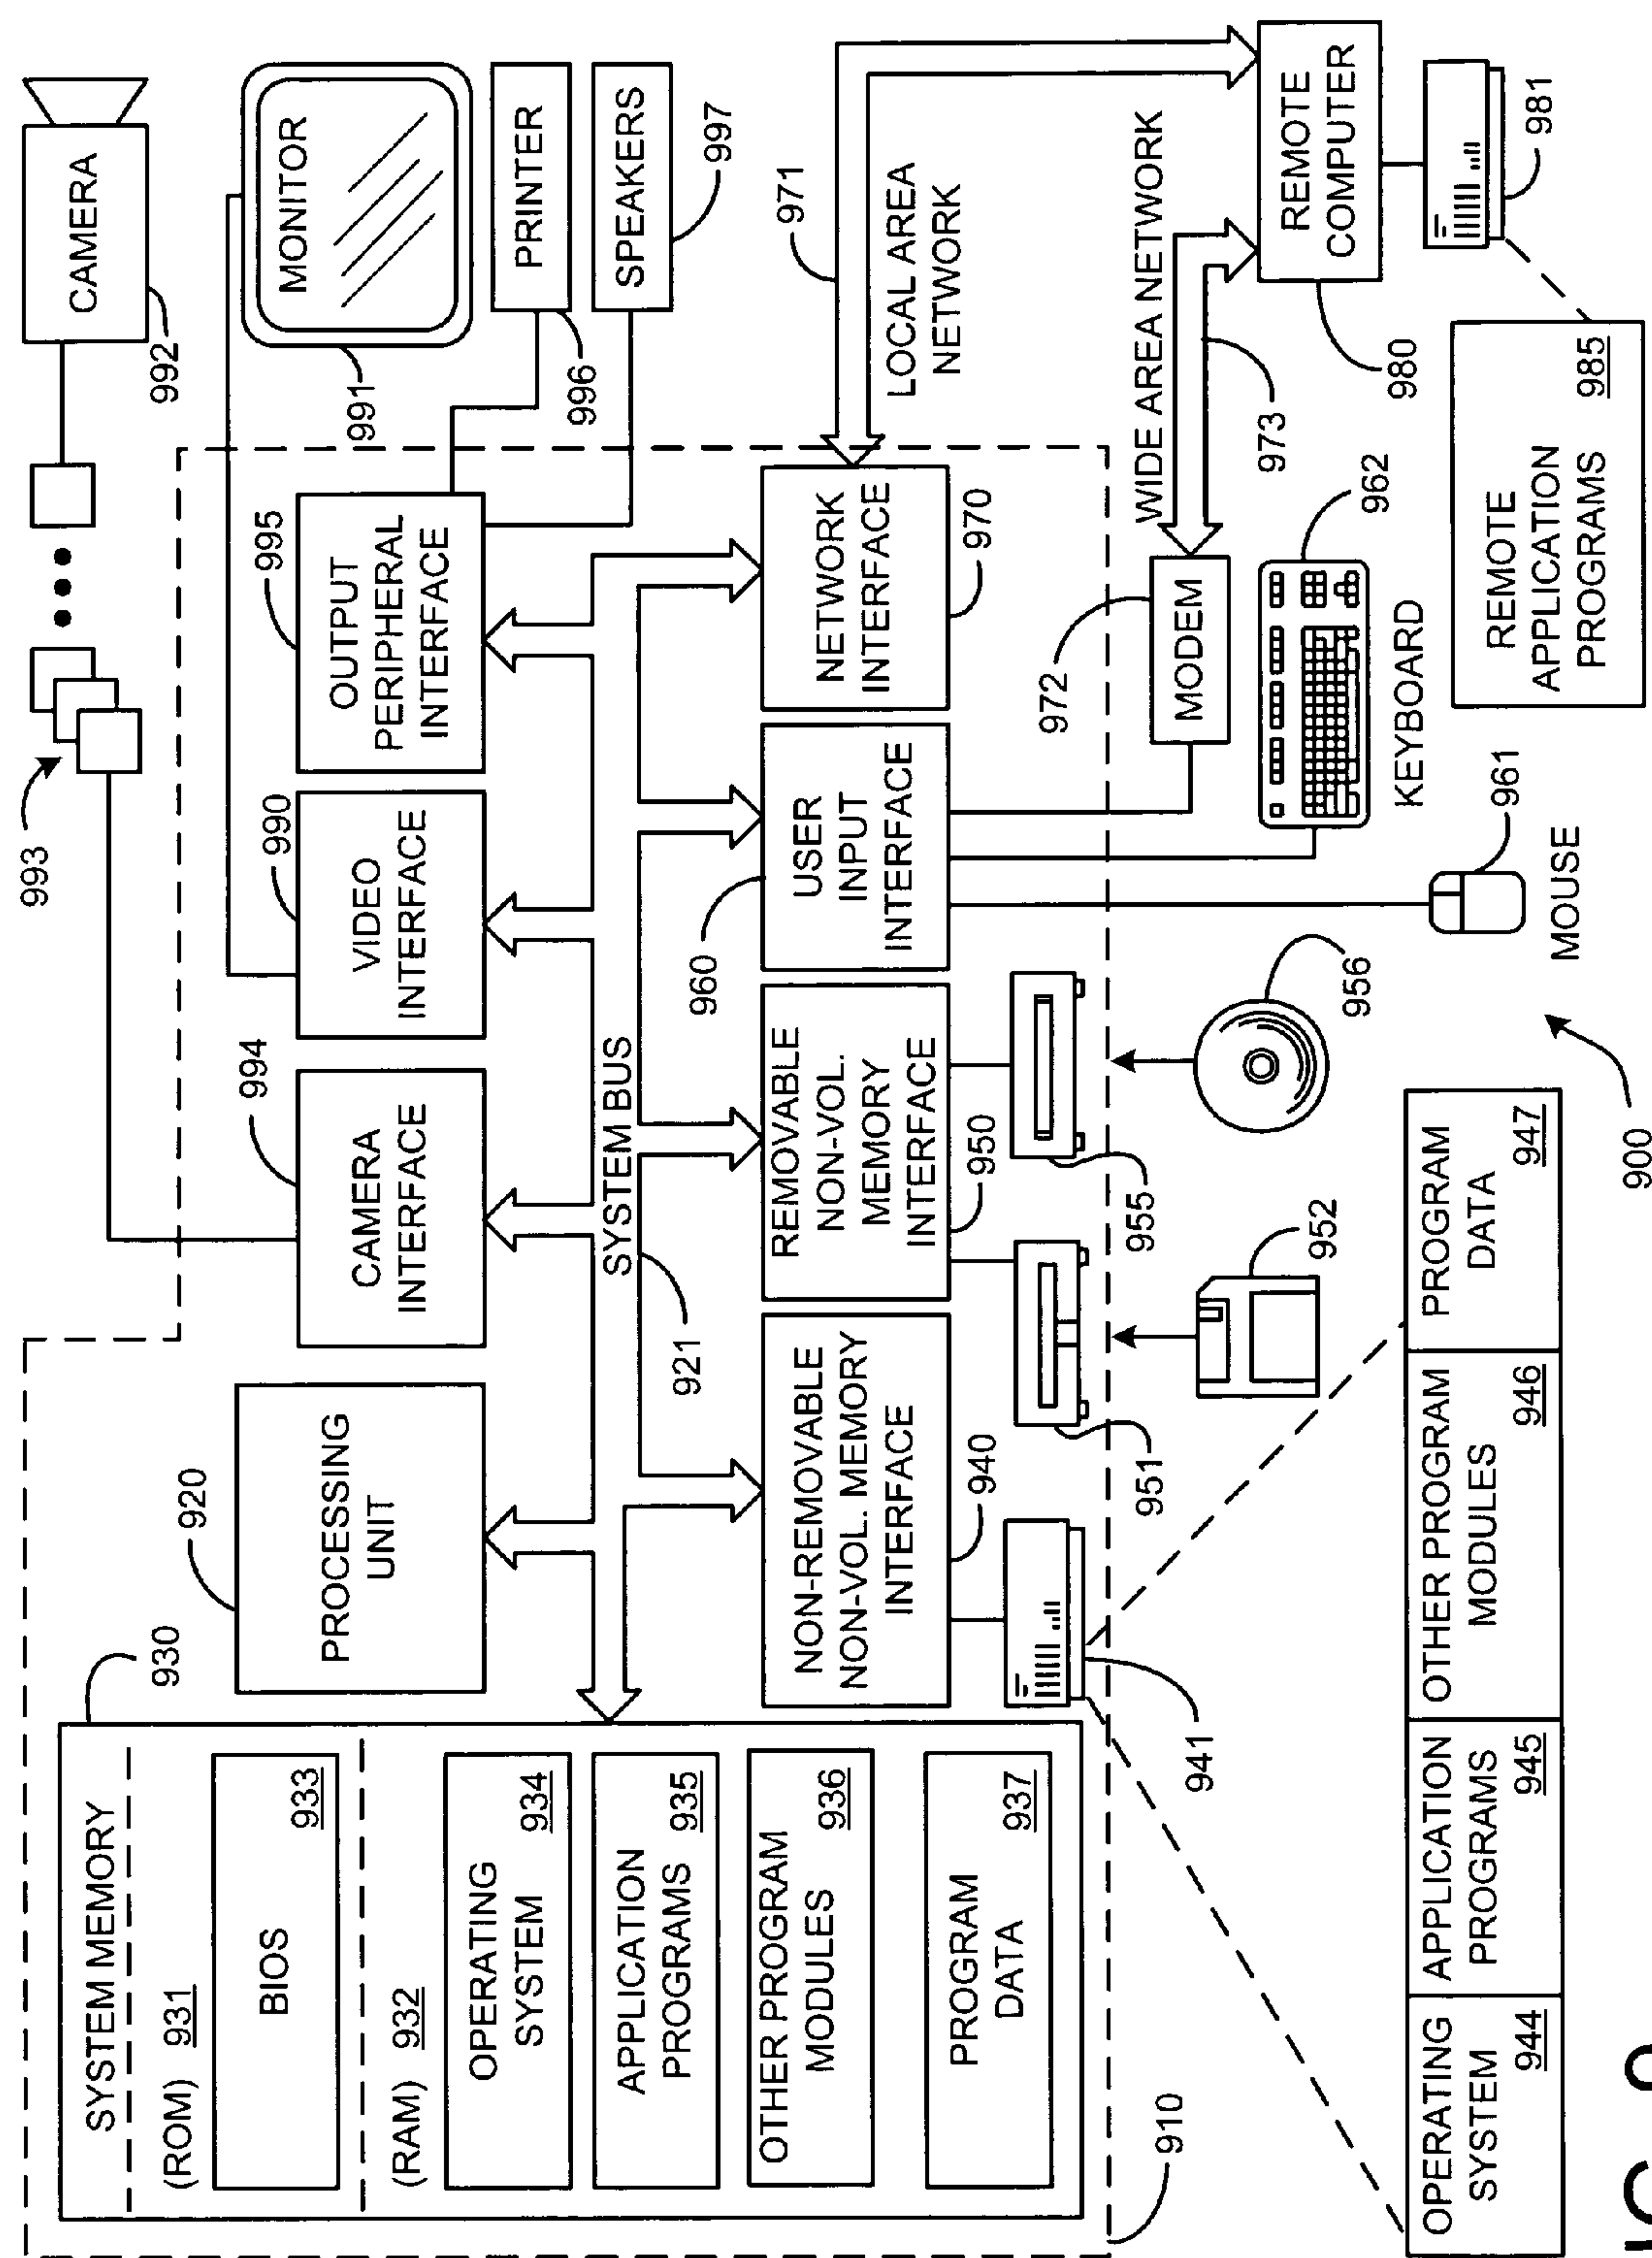 SYSTEM MEMORY
(ROM) 931
BIOS
933
(RAM) 932
OPERATING
SYSTEM 934
APPLICATION
PROGRAMS 935
OTHER PROGRAM
MODULES 936
PROGRAM
DATA 937
930
920
PROCESSING
UNIT
994
CAMERA
INTERFACE
990
VIDEO
INTERFACE
995
OUTPUT
PERIPHERAL
INTERFACE
993
992
CAMERA
991
MONITOR
996
PRINTER
SPEAKERS
997
SYSTEM BUS
921
NON-REMOVABLE
NON-VOL. MEMORY
INTERFACE
940
REMOVABLE
NON-VOL.
MEMORY
INTERFACE
950
960
USER
INPUT
INTERFACE
NETWORK
INTERFACE
970
971
LOCAL AREA
NETWORK
941
951
955
952
956
972
MODEM
WIDE AREA NETWORK
973
962
KEYBOARD
961
MOUSE
REMOTE
COMPUTER
980
981
REMOTE
APPLICATION
PROGRAMS
985
910
OPERATING
SYSTEM 944
APPLICATION
PROGRAMS 945
OTHER PROGRAM
MODULES 946
PROGRAM
DATA 947
900